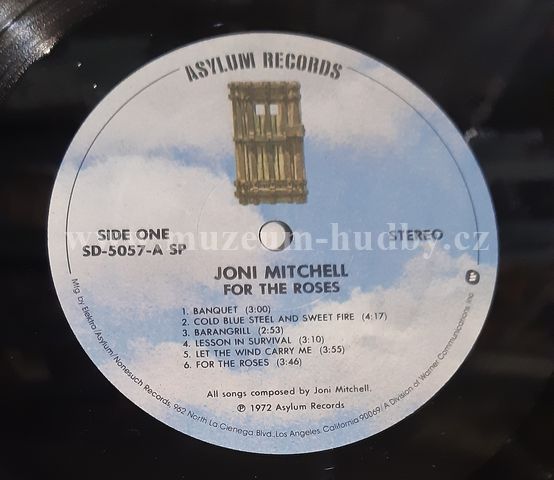 ASYLUM RECORDS
www.muzeum-hudby.cz
SIDE ONE
SD-5057-A SP
STEREO
JONI MITCHELL
FOR THE ROSES
1. BANQUET (3:00)
2. COLD BLUE STEEL AND SWEET FIRE (4:17)
3. BARANGRILL (2:53)
4. LESSON IN SURVIVAL (3:10)
5. LET THE WIND CARRY ME (3:55)
6. FOR THE ROSES (3:46)
All songs composed by Joni Mitchell.
℗ 1972 Asylum Records
Mfg. by Elektra/Asylum/Nonesuch Records, 962 North La Cienega Blvd., Los Angeles, California 90069/A Division of Warner Communications, Inc.